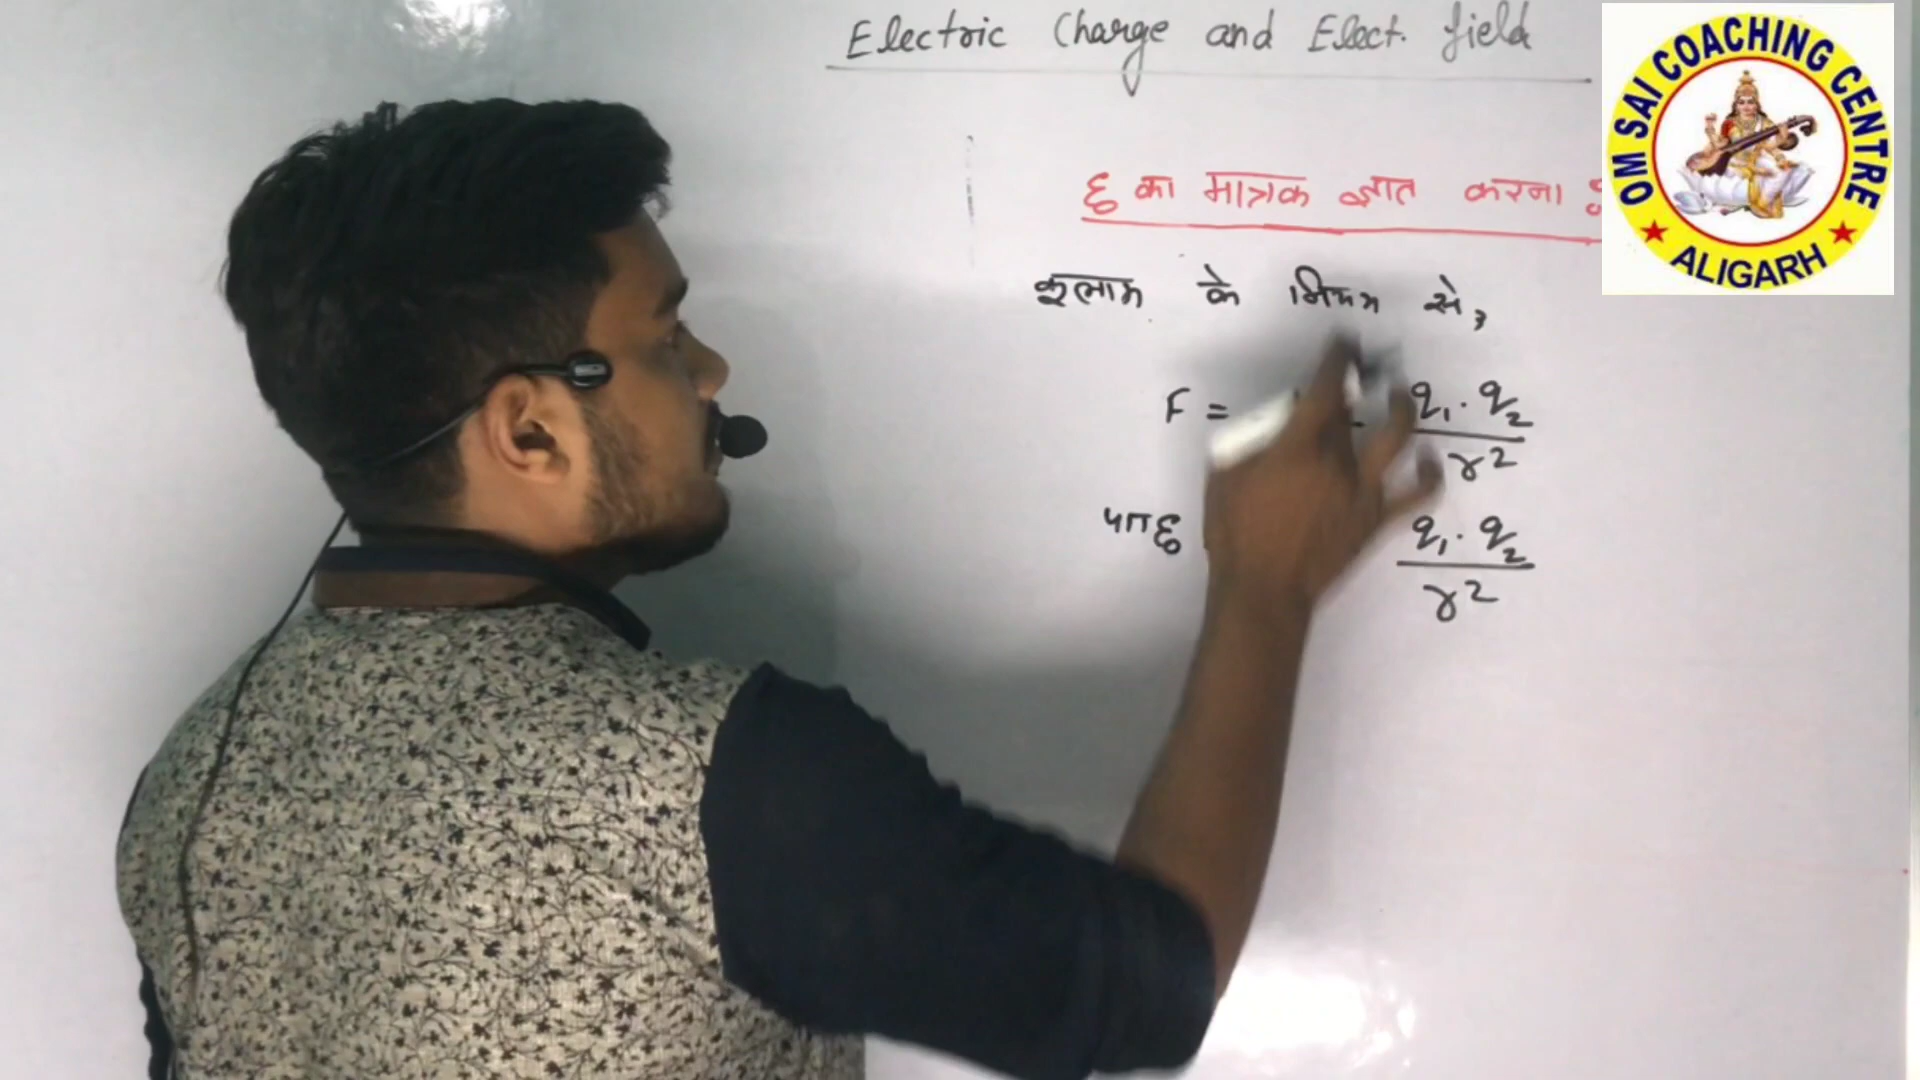 Electric Charge and Elect. field
६ का मात्रक ज्ञात करना
कूलाम के नियम से,
F =
q₁. q₂
r²
q₁. q₂
r²
OM SAI COACHING CENTRE
ALIGARH